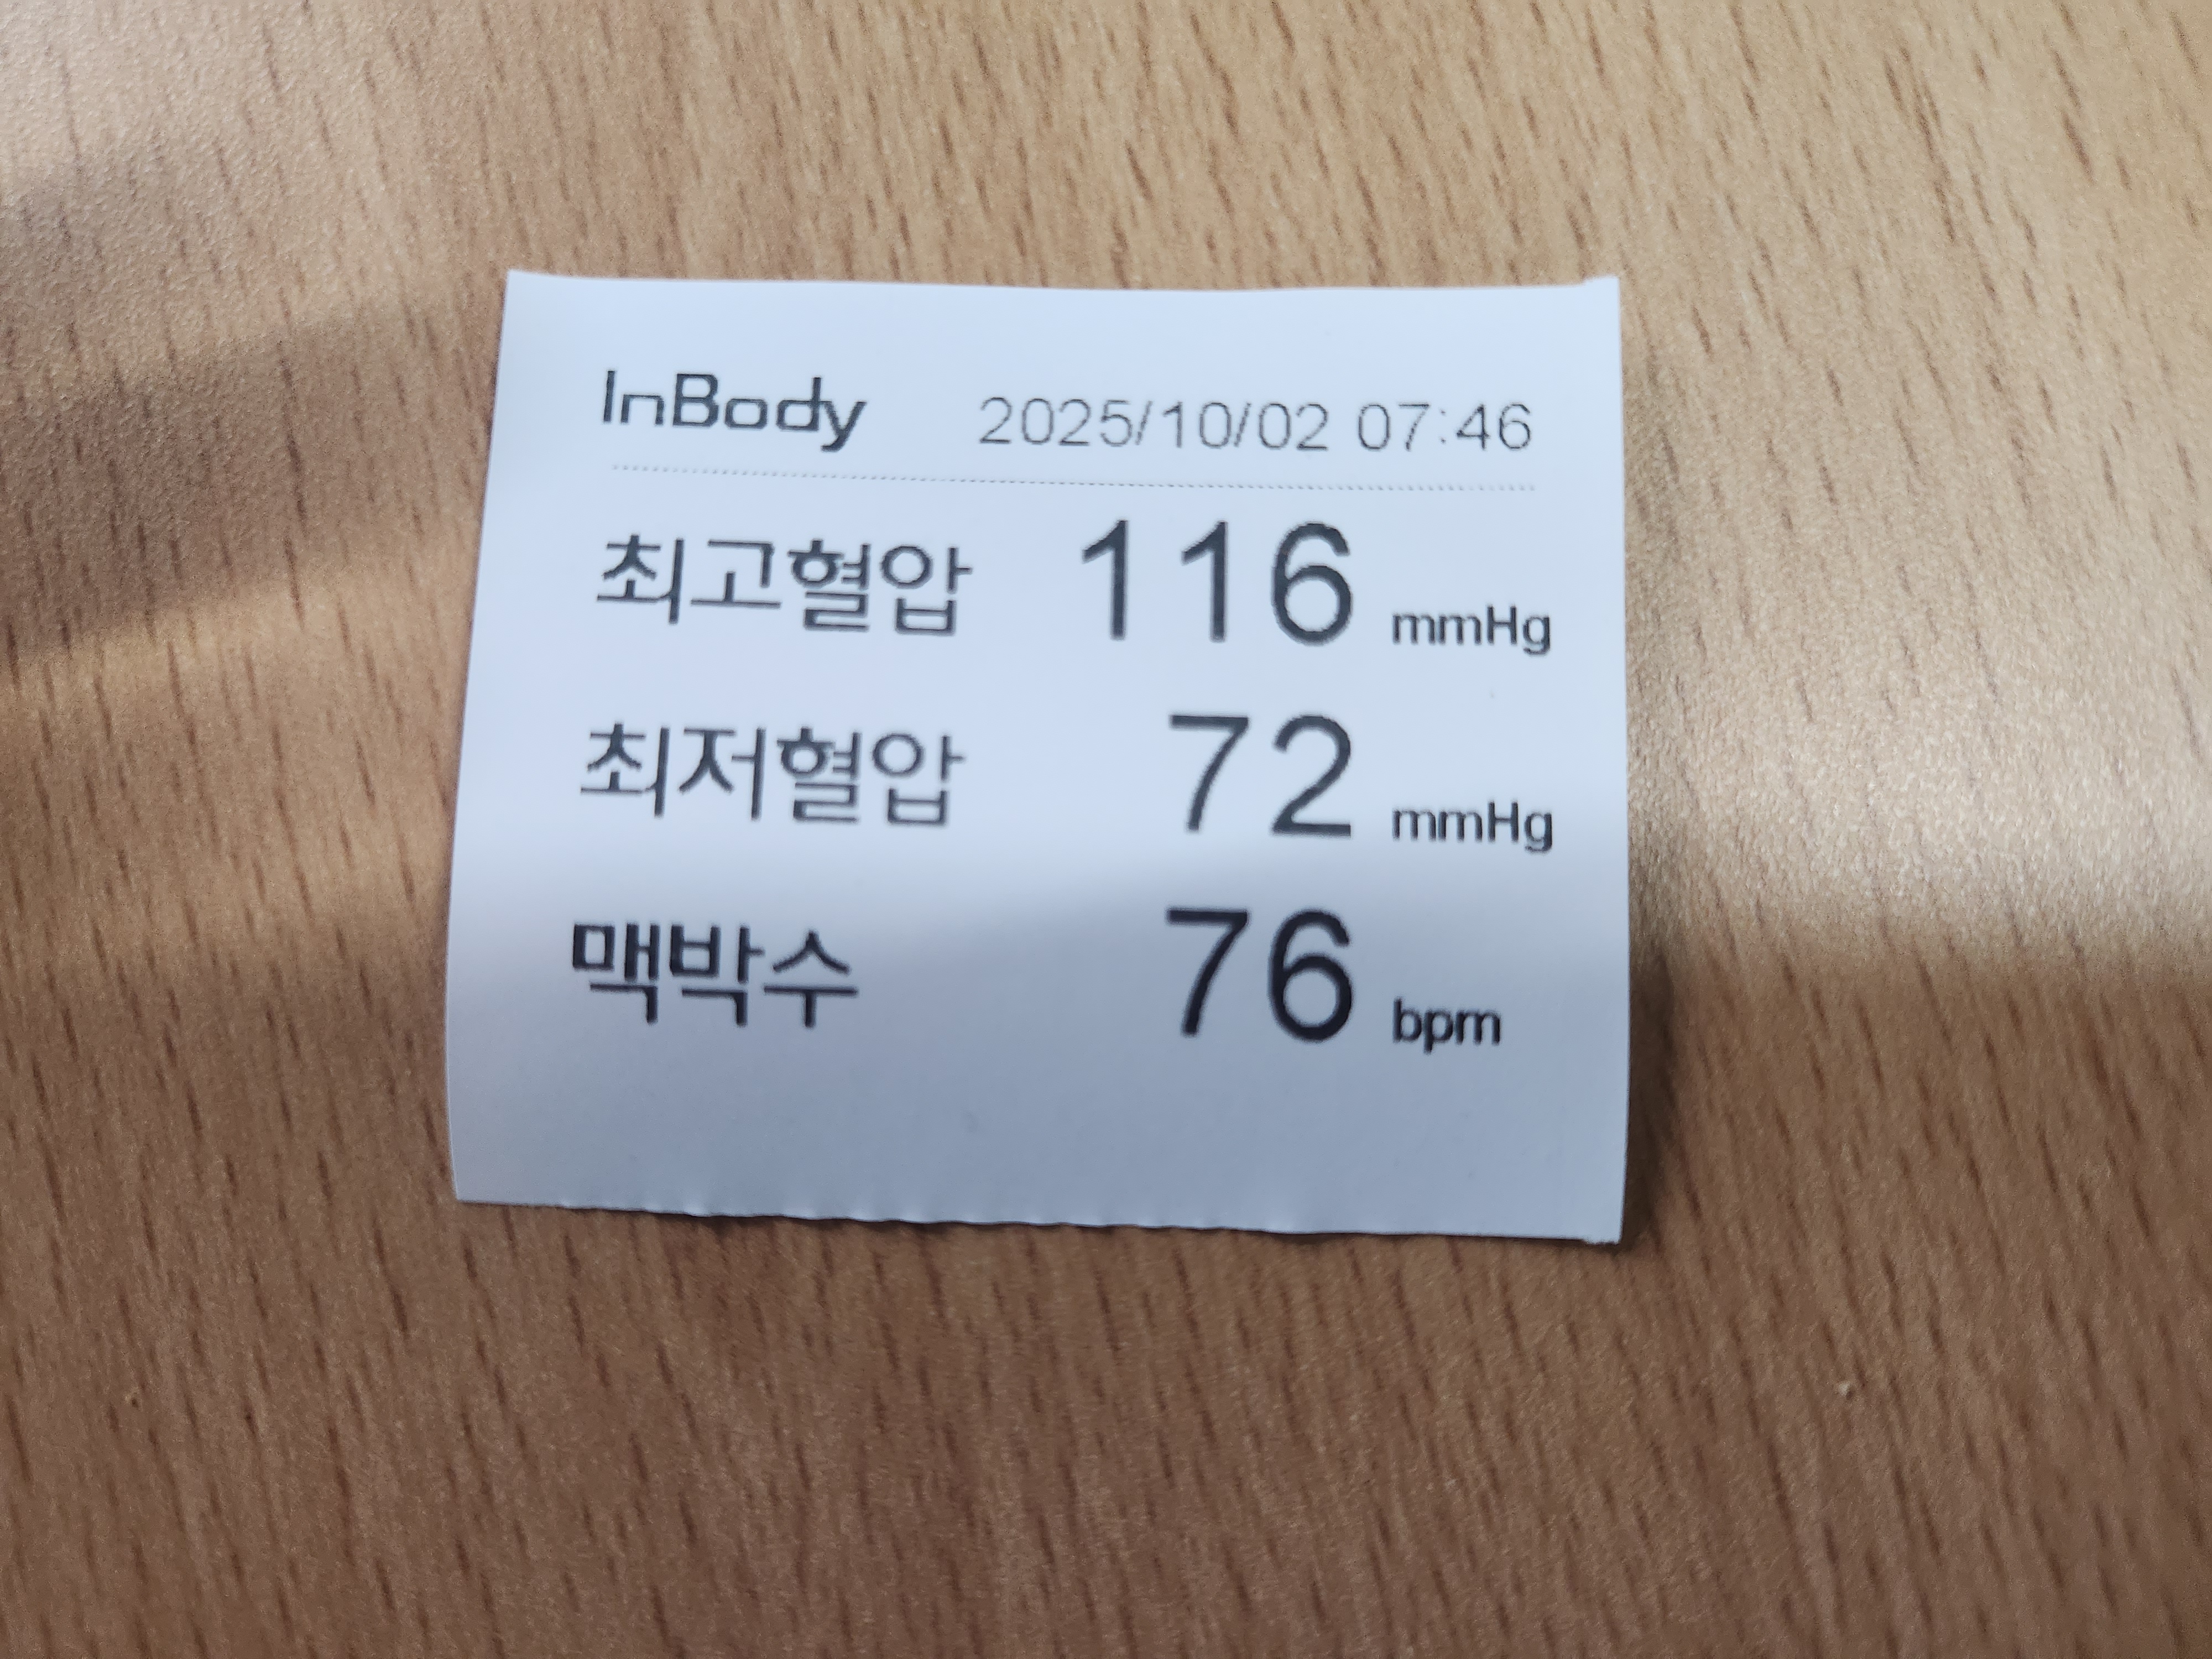 InBody 2025/10/02 07:46
최고혈압 116 mmHg
최저혈압 72 mmHg
맥박수 76 bpm